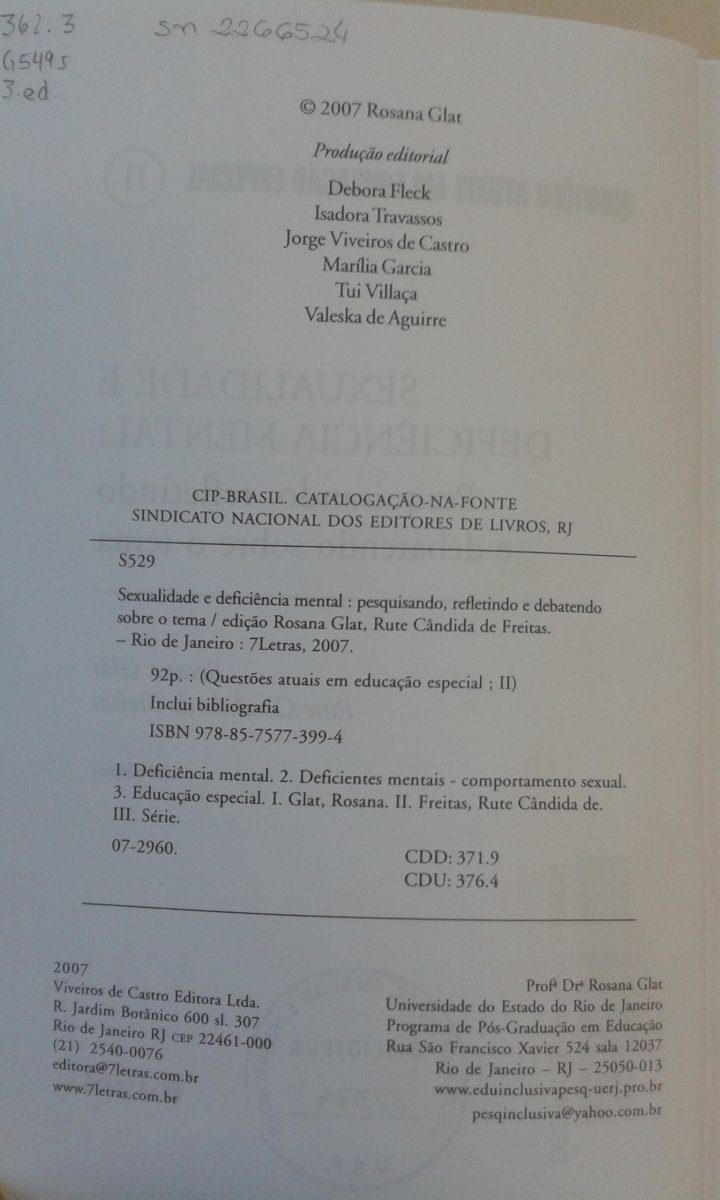 362.3 sn 2266524
G549s
3.ed.
© 2007 Rosana Glat
Produção editorial
Debora Fleck
Isadora Travassos
Jorge Viveiros de Castro
Marília Garcia
Tui Villaça
Valeska de Aguirre
CIP-BRASIL. CATALOGAÇÃO-NA-FONTE
SINDICATO NACIONAL DOS EDITORES DE LIVROS, RJ
S529
Sexualidade e deficiência mental : pesquisando, refletindo e debatendo
sobre o tema / edição Rosana Glat, Rute Cândida de Freitas.
– Rio de Janeiro : 7Letras, 2007.
92p. : (Questões atuais em educação especial ; II)
Inclui bibliografia
ISBN 978-85-7577-399-4
1. Deficiência mental. 2. Deficientes mentais - comportamento sexual.
3. Educação especial. I. Glat, Rosana. II. Freitas, Rute Cândida de.
III. Série.
07-2960.
CDD: 371.9
CDU: 376.4
2007
Viveiros de Castro Editora Ltda.
R. Jardim Botânico 600 sl. 307
Rio de Janeiro RJ CEP 22461-000
(21) 2540-0076
editora@7letras.com.br
www.7letras.com.br
Profª Drª Rosana Glat
Universidade do Estado do Rio de Janeiro
Programa de Pós-Graduação em Educação
Rua São Francisco Xavier 524 sala 12037
Rio de Janeiro – RJ – 25050-013
www.eduinclusivapesq-uerj.pro.br
pesqinclusiva@yahoo.com.br